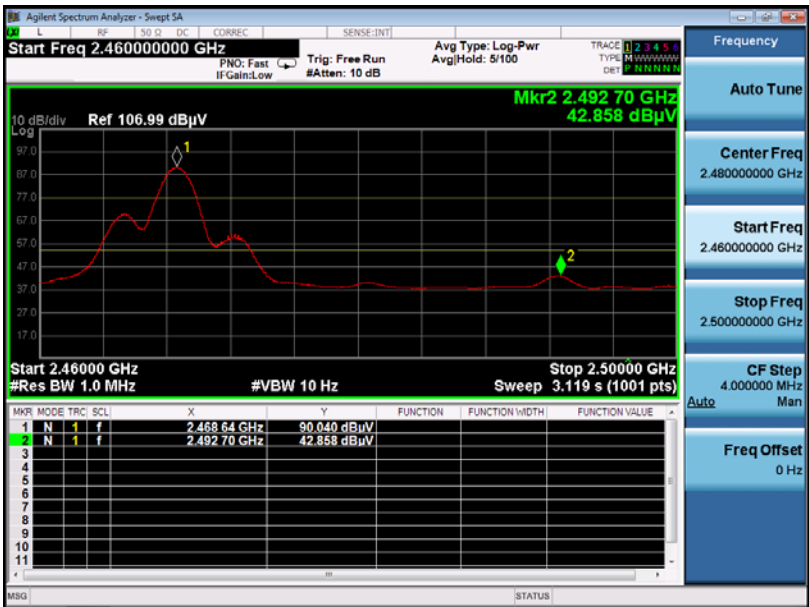 Agilent Spectrum Analyzer - Swept SA
L RF 50 Ω DC CORREC SENSE:INT
Start Freq 2.460000000 GHz
PNO: Fast
IFGain:Low
Trig: Free Run
#Atten: 10 dB
Avg Type: Log-Pwr
Avg|Hold: 5/100
TRACE 1 2 3 4 5 6
TYPE M WWWWW
DET P N N N N N
Mkr2 2.492 70 GHz
42.858 dBµV
10 dB/div Ref 106.99 dBµV
Log
97.0
87.0
77.0
67.0
57.0
47.0
37.0
27.0
17.0
1
2
Start 2.46000 GHz
Stop 2.50000 GHz
#Res BW 1.0 MHz
#VBW 10 Hz
Sweep 3.119 s (1001 pts)
MKR MODE TRC SCL X Y FUNCTION FUNCTION WIDTH FUNCTION VALUE
1 N 1 f 2.468 64 GHz 90.040 dBµV
2 N 1 f 2.492 70 GHz 42.858 dBµV
3
4
5
6
7
8
9
10
11
MSG
STATUS
Frequency
Auto Tune
Center Freq
2.480000000 GHz
Start Freq
2.460000000 GHz
Stop Freq
2.500000000 GHz
CF Step
4.000000 MHz
Auto Man
Freq Offset
0 Hz